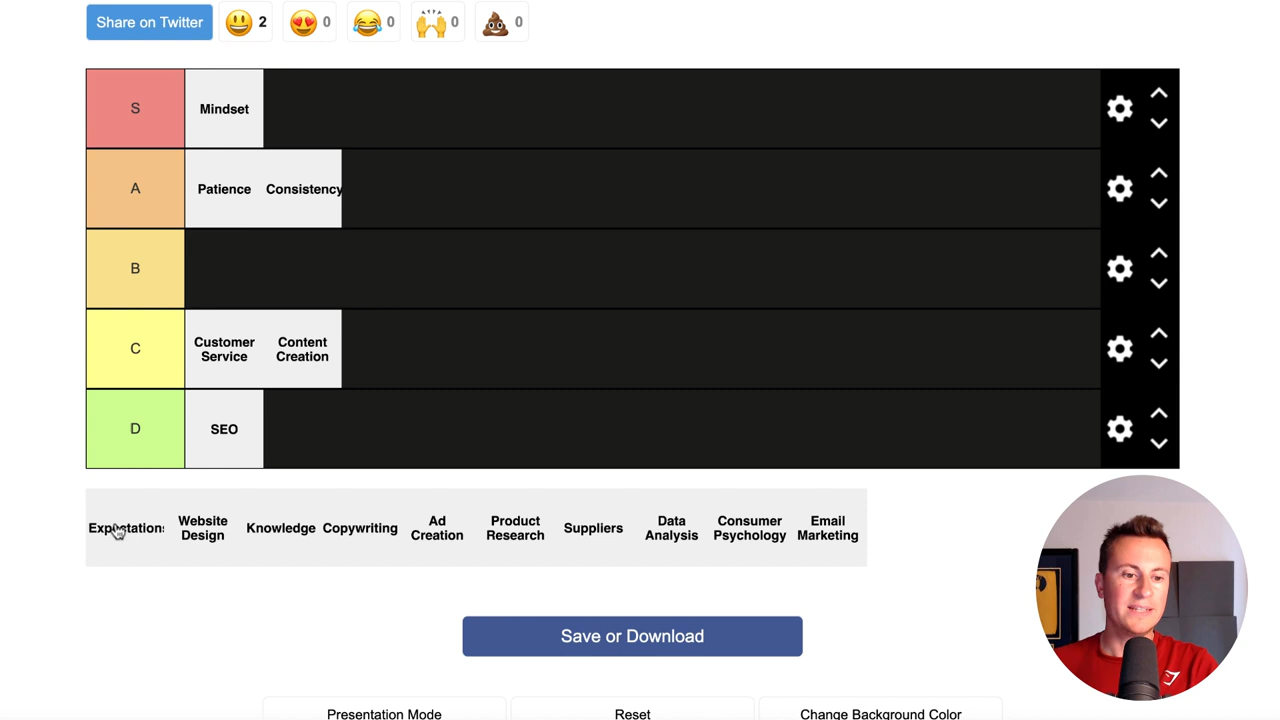 Share on Twitter 2 0 0 0 0
S Mindset
A Patience Consistency
B
C Customer Service Content Creation
D SEO
Website Design Knowledge Copywriting Ad Creation Product Research Suppliers Data Analysis Consumer Psychology Email Marketing
Save or Download
Presentation Mode Reset Change Background Color